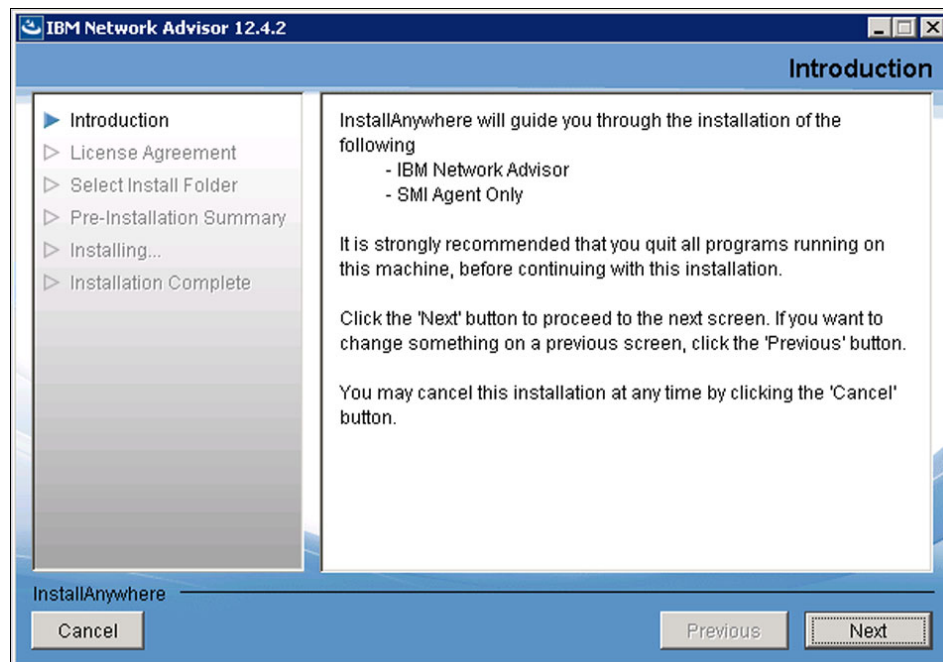 IBM Network Advisor 12.4.2
Introduction
Introduction
License Agreement
Select Install Folder
Pre-Installation Summary
Installing...
Installation Complete
InstallAnywhere will guide you through the installation of the
following
- IBM Network Advisor
- SMI Agent Only
It is strongly recommended that you quit all programs running on
this machine, before continuing with this installation.
Click the 'Next' button to proceed to the next screen. If you want to
change something on a previous screen, click the 'Previous' button.
You may cancel this installation at any time by clicking the 'Cancel'
button.
InstallAnywhere
Cancel
Previous
Next